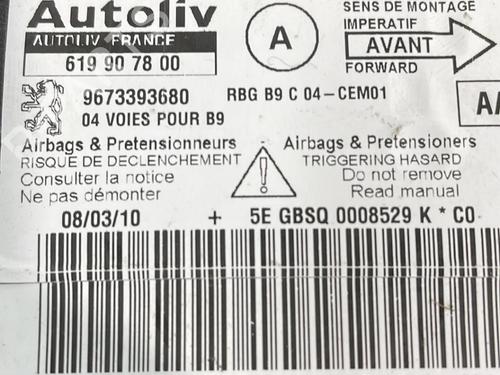 Autoliv
AUTOLIV FRANCE
619 90 78 00
A
SENS DE MONTAGE
IMPERATIF
AVANT
FORWARD
9673393680
RBG B9 C 04-CEM01
04 VOIES POUR B9
Airbags & Pretensionneurs
RISQUE DE DECLENCHEMENT
Consulter la notice
Ne pas démonter
Airbags & Pretensioners
TRIGGERING HASARD
Do not remove
Read manual
08/03/10 + 5E GBSQ 0008529 K * C0